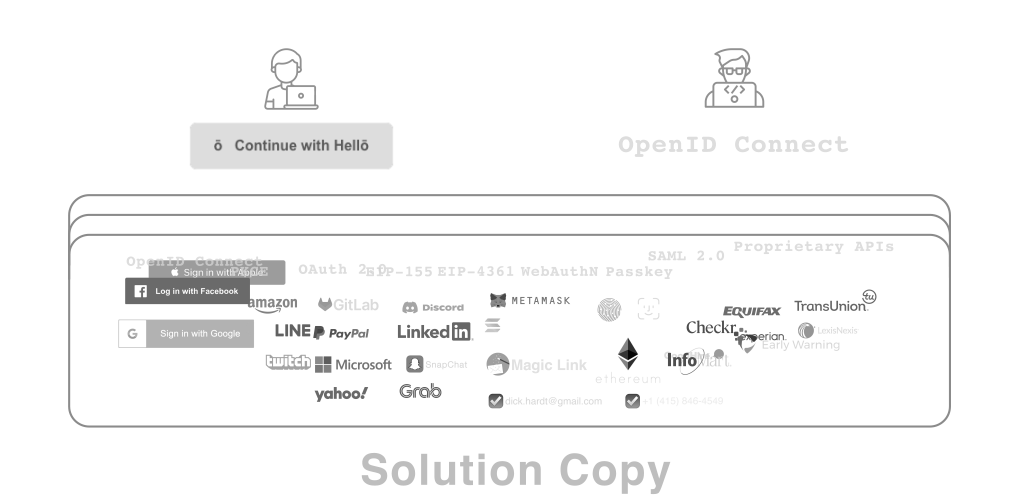 ō Continue with Hellō
OpenID Connect
Proprietary APIs
SAML 2.0
OpenID Connect
OAuth 2.0
EIP-155 EIP-4361 WebAuthN Passkey
Sign in with Apple
Log in with Facebook
amazon
GitLab
Discord
METAMASK
EQUIFAX
TransUnion
tu
G Sign in with Google
LINE
PayPal
LinkedIn
Checkr
experian.
LexisNexis
Early Warning
twitch
Microsoft
SnapChat
Magic Link
ethereum
InfoMart
yahoo!
Grab
dick.hardt@gmail.com
+1 (415) 846-4549
Solution Copy